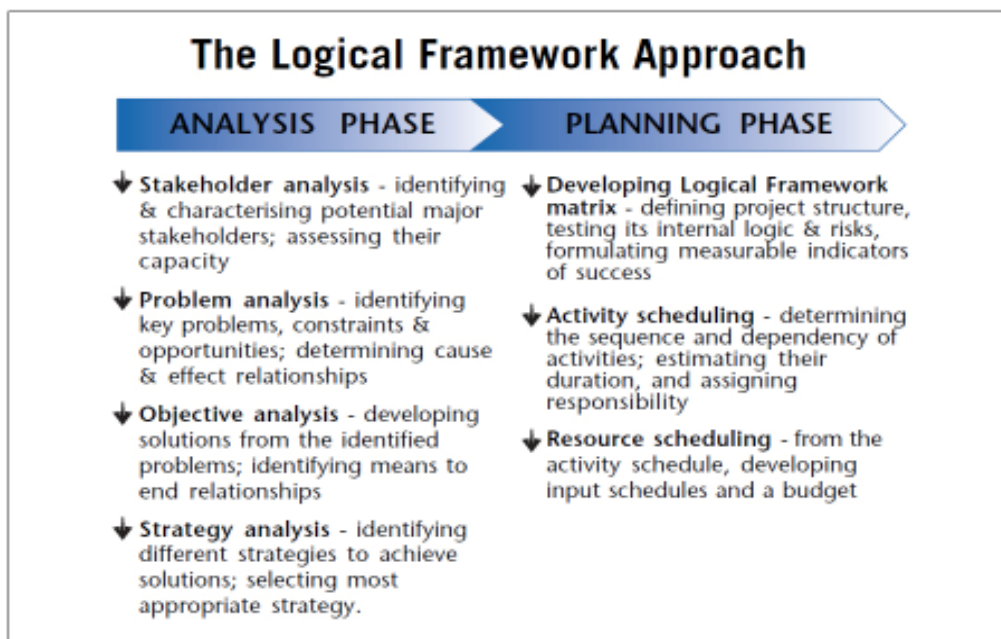 The Logical Framework Approach
ANALYSIS PHASE
Stakeholder analysis - identifying
& characterising potential major
stakeholders; assessing their
capacity
Problem analysis - identifying
key problems, constraints &
opportunities; determining cause
& effect relationships
Objective analysis - developing
solutions from the identified
problems; identifying means to
end relationships
Strategy analysis - identifying
different strategies to achieve
solutions; selecting most
appropriate strategy.
PLANNING PHASE
Developing Logical Framework
matrix - defining project structure,
testing its internal logic & risks,
formulating measurable indicators
of success
Activity scheduling - determining
the sequence and dependency of
activities; estimating their
duration, and assigning
responsibility
Resource scheduling - from the
activity schedule, developing
input schedules and a budget